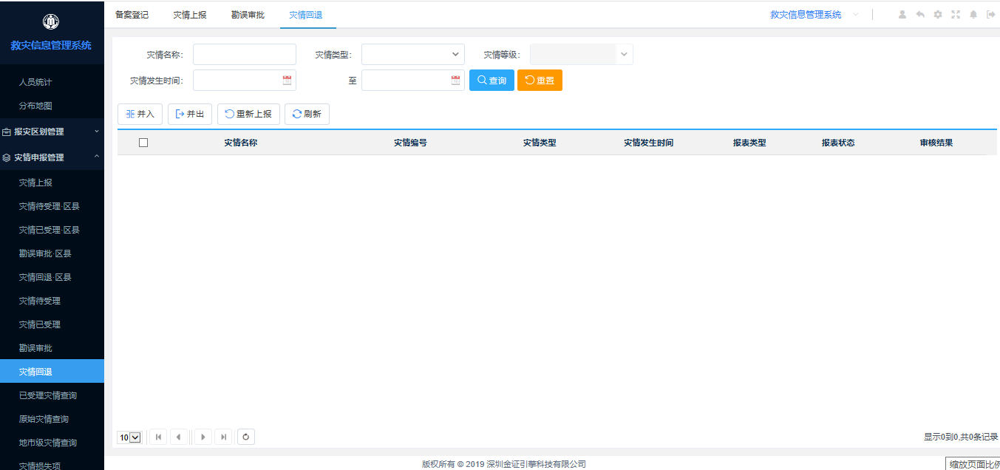 备案登记 灾情上报 勘误审批 灾情回退 救灾信息管理系统
救灾信息管理系统
人员统计
分布地图
报灾区划管理
灾情申报管理
灾情上报
灾情待受理·区县
灾情已受理·区县
勘误审批·区县
灾情回退·区县
灾情待受理
灾情已受理
勘误审批
灾情回退
已受理灾情查询
原始灾情查询
地市级灾情查询
灾情损失项
灾情名称: 灾情类型: 灾情等级:
灾情发生时间: 至 查询 重置
并入 并出 重新上报 刷新
灾情名称 灾情编号 灾情类型 灾情发生时间 报表类型 报表状态 审核结果
10 显示0到0,共0条记录
版权所有 © 2019 深圳金证引擎科技有限公司
缩放页面比例